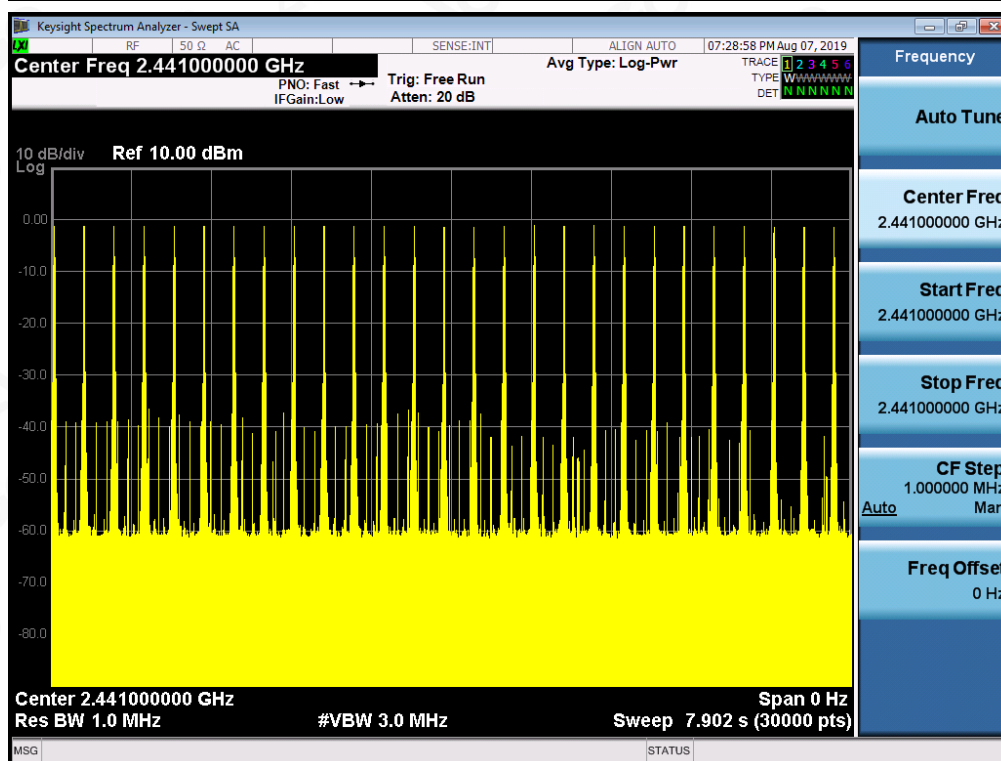 Keysight Spectrum Analyzer - Swept SA
LXI RF 50 Ω AC SENSE:INT ALIGN AUTO 07:28:58 PM Aug 07, 2019
Center Freq 2.441000000 GHz
PNO: Fast
IFGain:Low
Trig: Free Run
Atten: 20 dB
Avg Type: Log-Pwr
TRACE 1 2 3 4 5 6
TYPE WWWWWW
DET N N N N N N
10 dB/div Ref 10.00 dBm
Log
0.00
-10.0
-20.0
-30.0
-40.0
-50.0
-60.0
-70.0
-80.0
Center 2.441000000 GHz Span 0 Hz
Res BW 1.0 MHz #VBW 3.0 MHz Sweep 7.902 s (30000 pts)
MSG STATUS
Frequency
Auto Tune
Center Freq
2.441000000 GHz
Start Freq
2.441000000 GHz
Stop Freq
2.441000000 GHz
CF Step
1.000000 MHz
Auto Man
Freq Offset
0 Hz